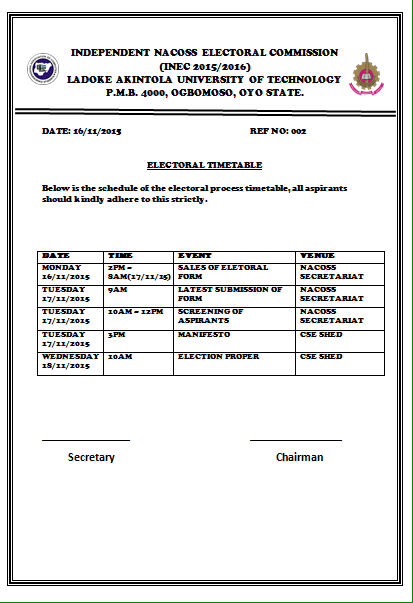 INDEPENDENT NACOSS ELECTORAL COMMISSION
(INEC 2015/2016)
LADOKE AKINTOLA UNIVERSITY OF TECHNOLOGY
P.M.B. 4000, OGBOMOSO, OYO STATE.
DATE: 16/11/2015 REF NO: 002
ELECTORAL TIMETABLE
Below is the schedule of the electoral process timetable, all aspirants
should kindly adhere to this strictly.
DATE TIME EVENT VENUE
MONDAY 2PM – SALES OF ELETORAL NACOSS
16/11/2015 8AM(17/11/15) FORM SECRETARIAT
TUESDAY 9AM LATEST SUBMISSION OF NACOSS
17/11/2015 FORM SECRETARIAT
TUESDAY 10AM – 12PM SCREENING OF NACOSS
17/11/2015 ASPIRANTS SECRETARIAT
TUESDAY 3PM MANIFESTO CSE SHED
17/11/2015
WEDNESDAY 10AM ELECTION PROPER CSE SHED
18/11/2015
Secretary Chairman